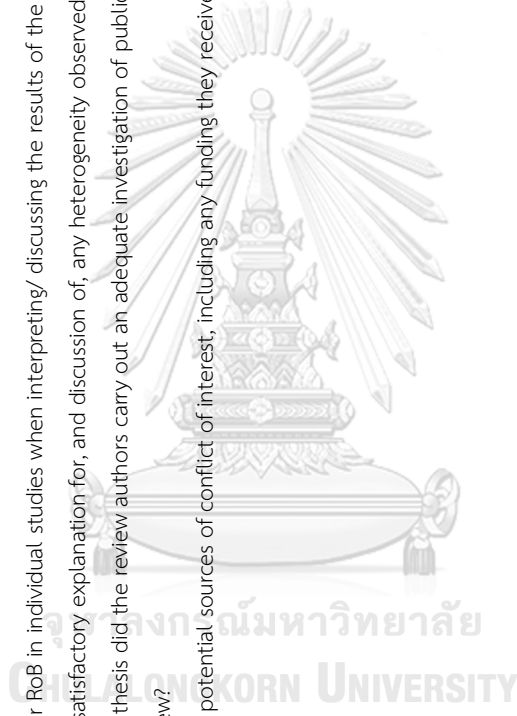 r RoB in individual studies when interpreting/ discussing the results of the
satisfactory explanation for, and discussion of, any heterogeneity observed
thesis did the review authors carry out an adequate investigation of public
ew?
potential sources of conflict of interest, including any funding they receive
จุฬาลงกรณ์มหาวิทยาลัย
CHULALONGKORN UNIVERSITY